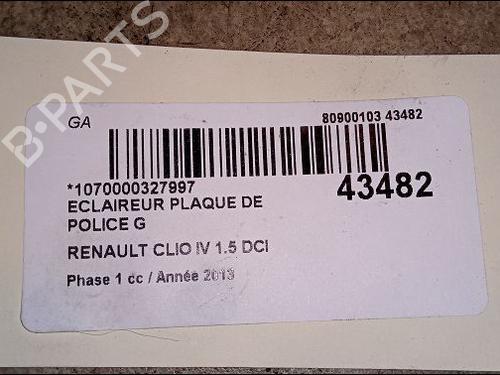 GA
80900103 43482
*1070000327997
43482
ECLAIREUR PLAQUE DE
POLICE G
RENAULT CLIO IV 1.5 DCI
Phase 1 cc / Année 2013
B-PARTS